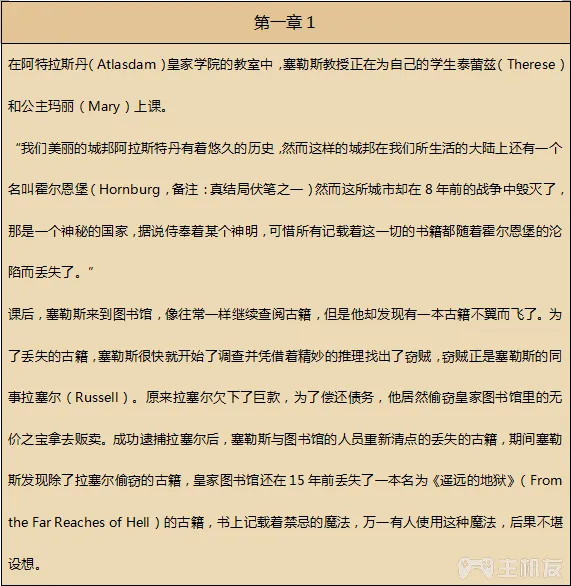 第一章 1
在阿特拉斯丹（Atlasdam）皇家学院的教室中，塞勒斯教授正在为自己的学生泰蕾兹（Therese）
和公主玛丽（Mary）上课。
“我们美丽的城邦阿拉斯特丹有着悠久的历史，然而这样的城邦在我们所生活的大陆上还有一个
名叫霍尔恩堡（Hornburg，备注：真结局伏笔之一）然而这所城市却在 8 年前的战争中毁灭了，
那是一个神秘的国家，据说侍奉着某个神明，可惜所有记载着这一切的书籍都随着霍尔恩堡的沦
陷而丢失了。”
课后，塞勒斯来到图书馆，像往常一样继续查阅古籍，但是他却发现有一本古籍不翼而飞了。为
了丢失的古籍，塞勒斯很快就开始了调查并凭借着精妙的推理找出了窃贼，窃贼正是塞勒斯的同
事拉塞尔（Russell）。原来拉塞尔欠下了巨款，为了偿还债务，他居然偷窃皇家图书馆里的无
价之宝拿去贩卖。成功逮捕拉塞尔后，塞勒斯与图书馆的人员重新清点的丢失的古籍，期间塞勒
斯发现除了拉塞尔偷窃的古籍，皇家图书馆还在 15 年前丢失了一本名为《遥远的地狱》（From
the Far Reaches of Hell）的古籍，书上记载着禁忌的魔法，万一有人使用这种魔法，后果不堪
设想。
主机友